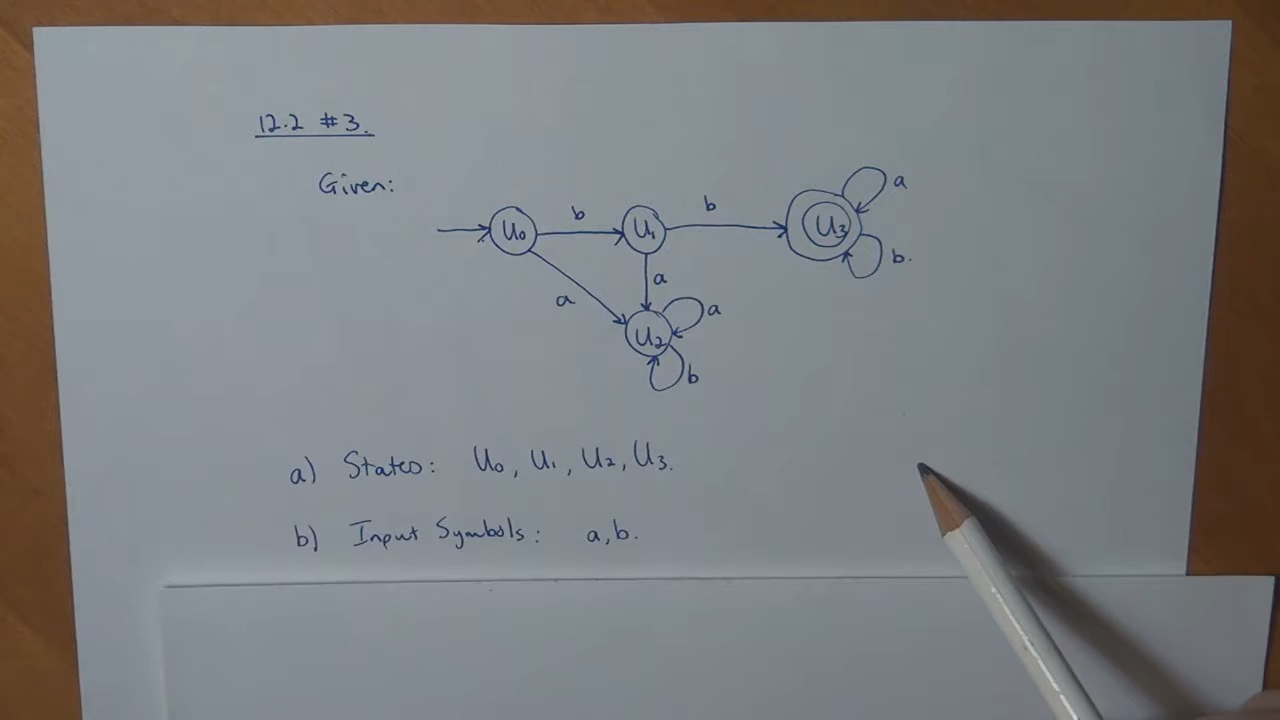 12.2 #3.
Given:
a
b b
U₀ U₁ U₃
b.
a
a
a
U₂
b
a) States: U₀, U₁, U₂, U₃.
b) Input Symbols: a, b.